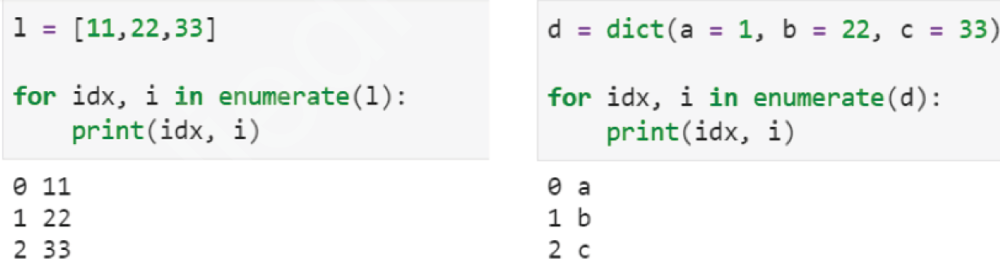 l = [11,22,33]
for idx, i in enumerate(l):
    print(idx, i)
0 11
1 22
2 33
d = dict(a = 1, b = 22, c = 33)
for idx, i in enumerate(d):
    print(idx, i)
0 a
1 b
2 c